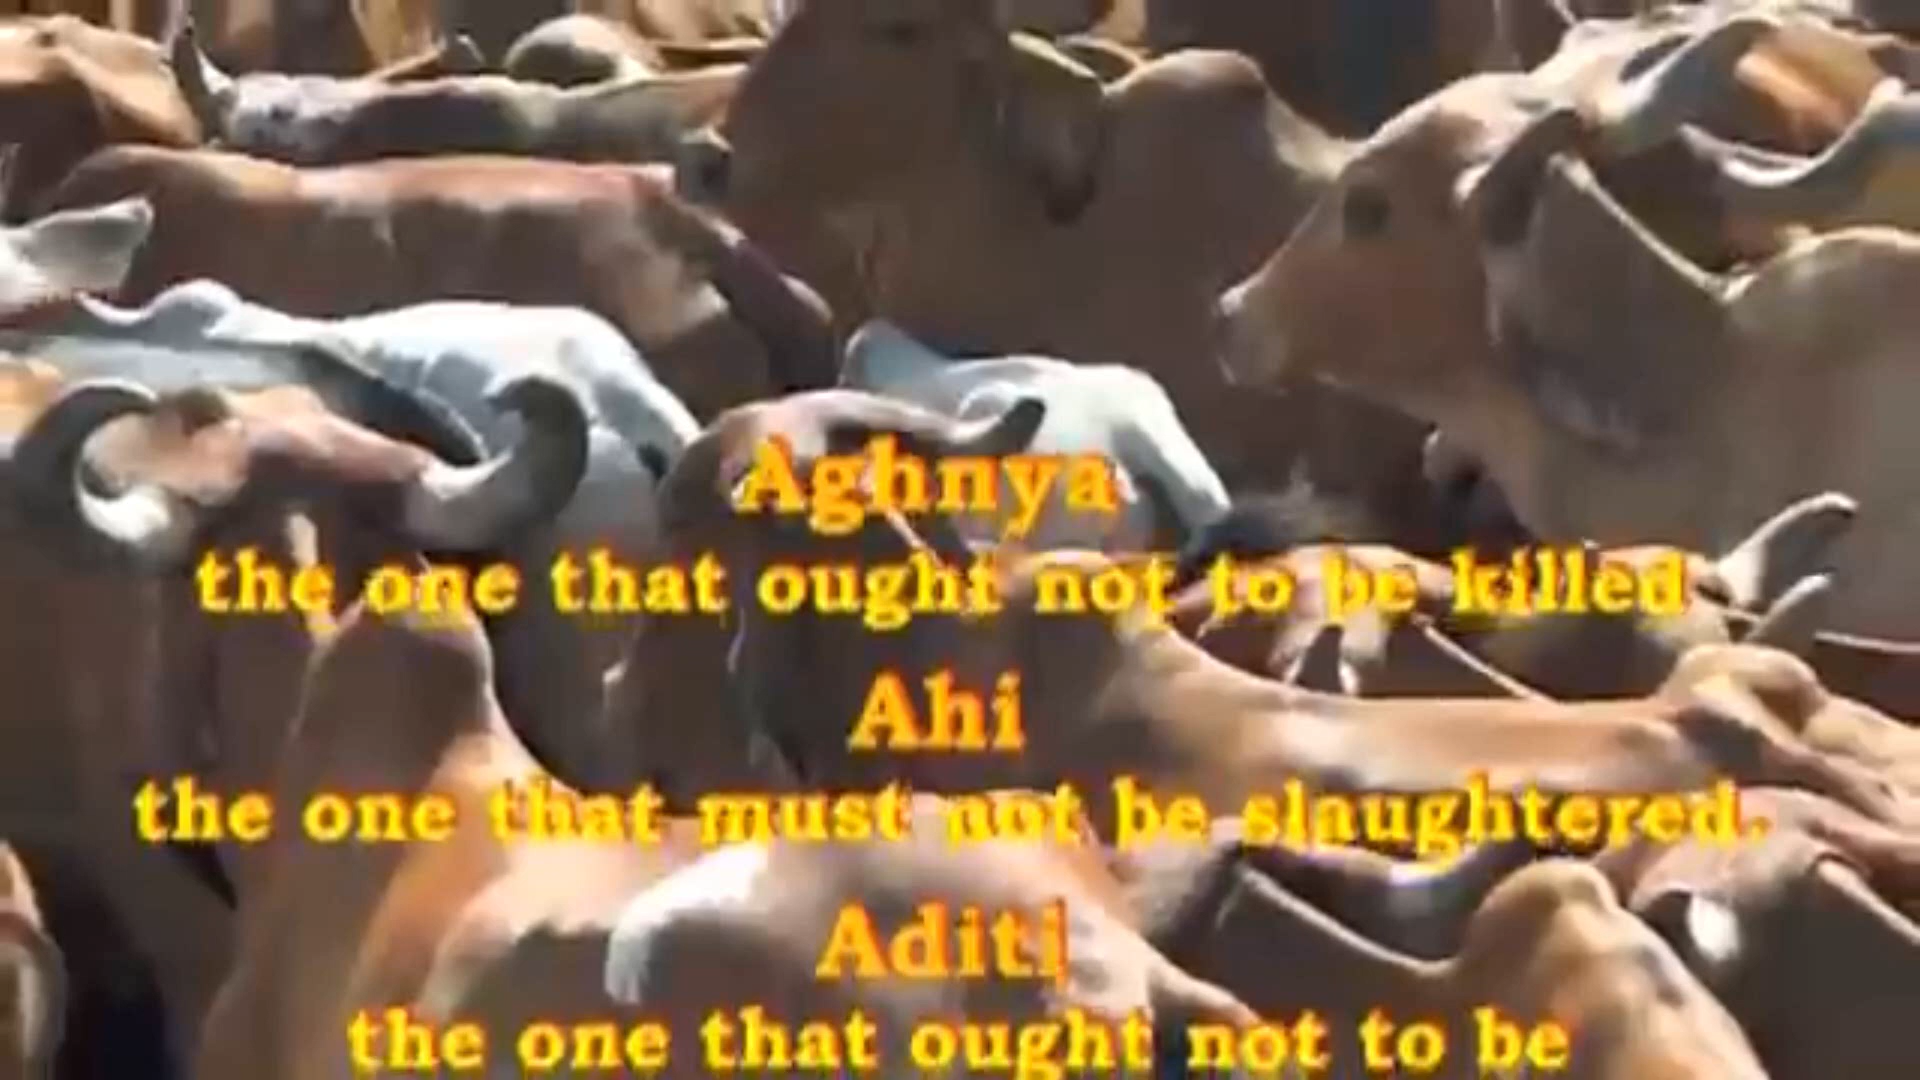 Aghnya
the one that ought not to be killed
Ahi
the one that must not be slaughtered.
Aditi
the one that ought not to be